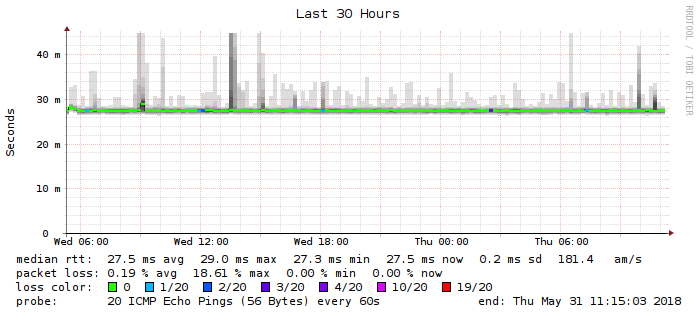 Last 30 Hours
RRDTOOL / TOBI OETIKER
Seconds
40 m
30 m
20 m
10 m
0
Wed 06:00 Wed 12:00 Wed 18:00 Thu 00:00 Thu 06:00
median rtt: 27.5 ms avg 29.0 ms max 27.3 ms min 27.5 ms now 0.2 ms sd 181.4 am/s
packet loss: 0.19 % avg 18.61 % max 0.00 % min 0.00 % now
loss color: 0 1/20 2/20 3/20 4/20 10/20 19/20
probe: 20 ICMP Echo Pings (56 Bytes) every 60s end: Thu May 31 11:15:03 2018